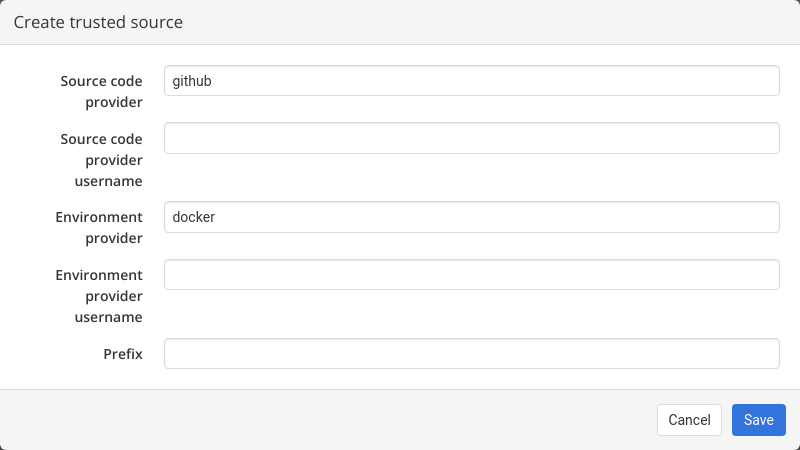 Create trusted source
Source code
provider
github
Source code
provider
username
Environment
provider
docker
Environment
provider
username
Prefix
Cancel
Save